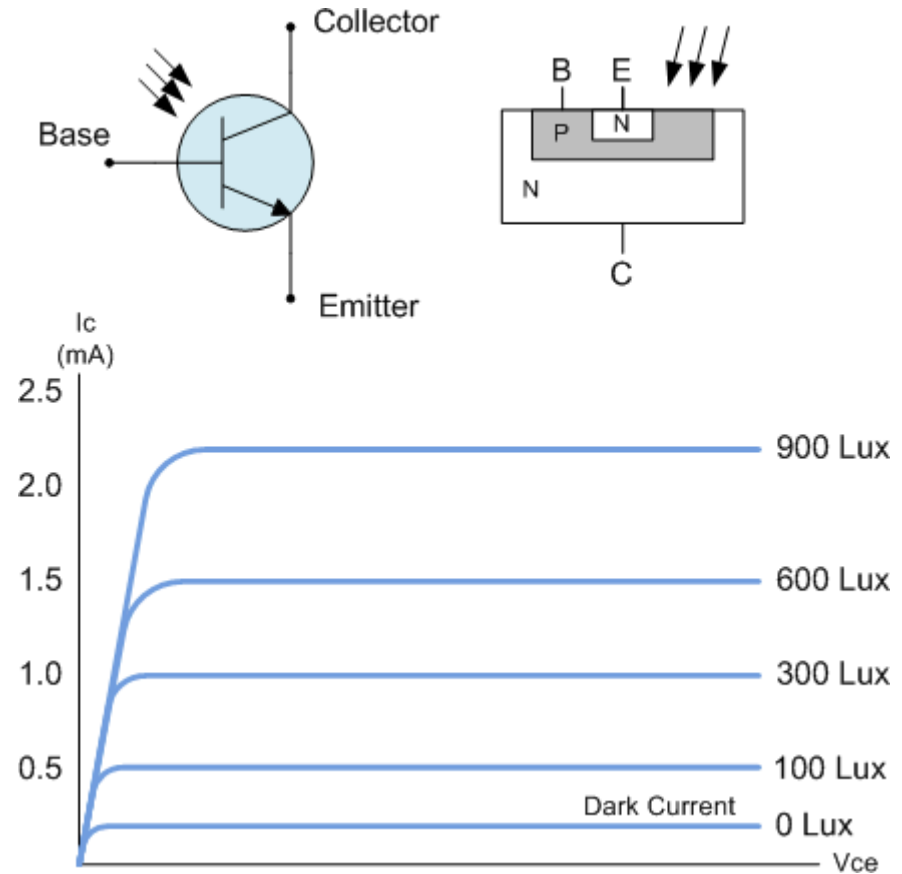 Collector
Base
Emitter
B E
P N
N
C
Ic
(mA)
2.5
900 Lux
2.0
1.5 600 Lux
1.0 300 Lux
0.5 100 Lux
Dark Current
0 Lux
Vce